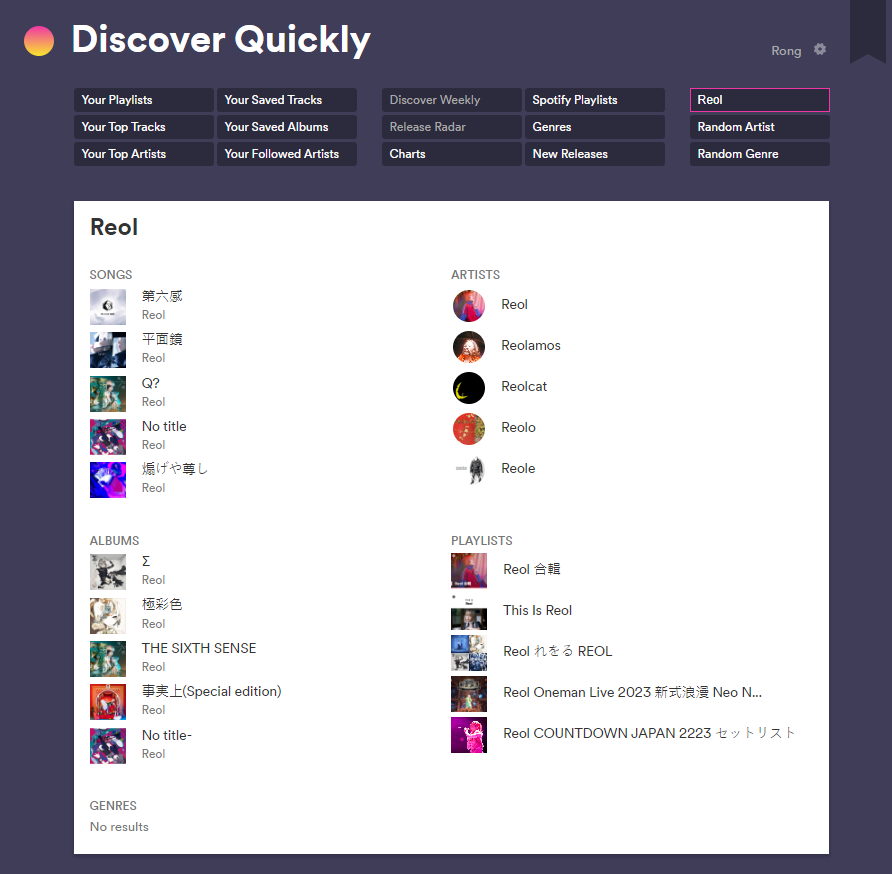 Discover Quickly
Rong
Your Playlists
Your Saved Tracks
Discover Weekly
Spotify Playlists
Reol
Your Top Tracks
Your Saved Albums
Release Radar
Genres
Random Artist
Your Top Artists
Your Followed Artists
Charts
New Releases
Random Genre
Reol
SONGS
第六感
Reol
平面鏡
Reol
Q?
Reol
No title
Reol
煽げや尊し
Reol
ARTISTS
Reol
Reolamos
Reolcat
Reolo
Reole
ALBUMS
Σ
Reol
極彩色
Reol
THE SIXTH SENSE
Reol
事実上(Special edition)
Reol
No title-
Reol
PLAYLISTS
Reol 合輯
This Is Reol
Reol れをる REOL
Reol Oneman Live 2023 新式浪漫 Neo N...
Reol COUNTDOWN JAPAN 2223 セットリスト
GENRES
No results